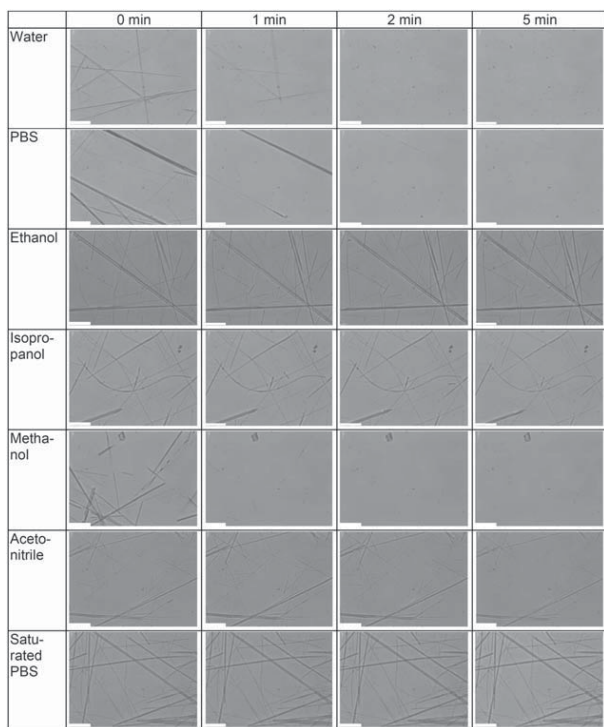 0 min 1 min 2 min 5 min
Water
PBS
Ethanol
Isopro-
panol
Metha-
nol
Aceto-
nitrile
Satu-
rated
PBS